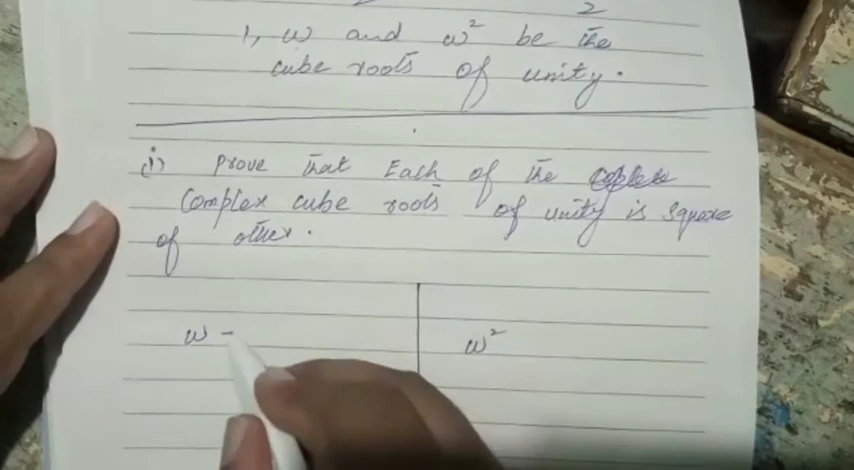 2
1, ω and ω² be the
cube roots of unity.
(i) Prove that Each of the
Complex cube roots of unity is square
of other.
ω - ω²